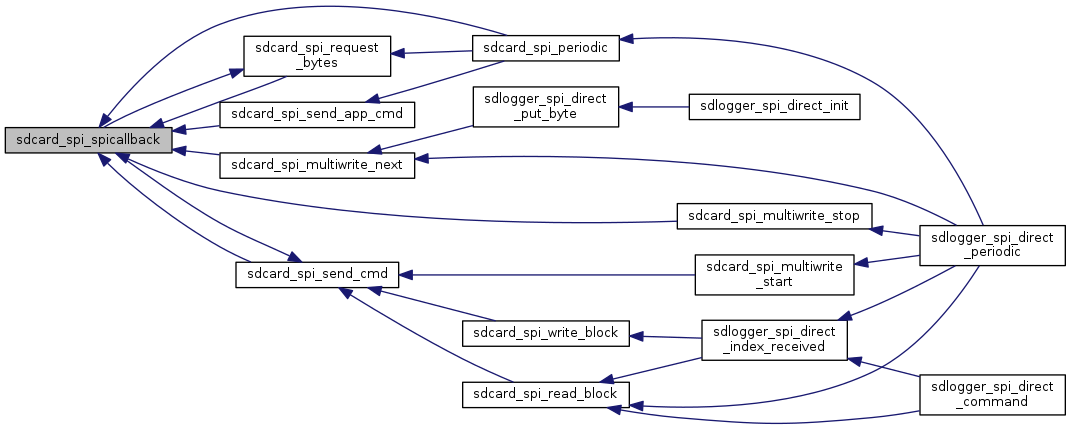 sdcard_spi_spicallback
sdcard_spi_request
_bytes
sdcard_spi_send_app_cmd
sdcard_spi_multiwrite_next
sdcard_spi_send_cmd
sdcard_spi_periodic
sdlogger_spi_direct
_put_byte
sdcard_spi_write_block
sdcard_spi_read_block
sdlogger_spi_direct_init
sdcard_spi_multiwrite_stop
sdcard_spi_multiwrite
_start
sdlogger_spi_direct
_index_received
sdlogger_spi_direct
_periodic
sdlogger_spi_direct
_command